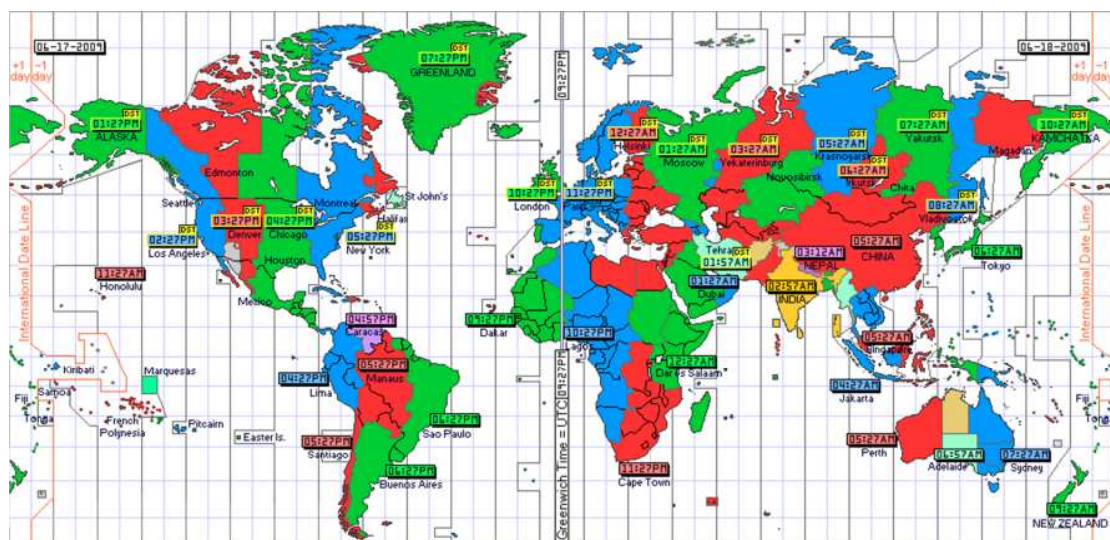 06-17-2009
06-18-2009
+1 -1
day day
+1 -1
day day
DST
07:27PM
GREENLAND
09:27PM
DST
01:27PM
ALASKA
DST
12:27AM
Helsinki
DST
01:27AM
Moscow
DST
03:27AM
Yekaterinburg
Novosibirsk
DST
05:27AM
Krasnojarsk
DST
06:27AM
Irkutsk
Chita
DST
07:27AM
Yakutsk
Magadan
DST
10:27AM
KAMCHATKA
DST
08:27AM
Vladivostok
Edmonton
Seattle
Montreal
St John's
Halifax
DST
10:27PM
London
DST
11:27PM
Paris
DST
02:27PM
Los Angeles
DST
03:27PM
Denver
DST
04:27PM
Chicago
Houston
DST
05:27PM
New York
Mexico
11:27AM
Honolulu
International Date Line
International Date Line
DST
01:57AM
01:27AM
Dubai
03:12AM
NEPAL
02:57AM
INDIA
05:27AM
CHINA
06:27AM
Tokyo
04:57PM
Caracas
09:27PM
Dakar
10:27PM
Lagos
12:27AM
Dar es Salaam
05:27AM
Singapore
04:27AM
Jakarta
05:27PM
Manaus
04:27PM
Lima
06:27PM
Sao Paulo
05:27PM
Santiago
06:27PM
Buenos Aires
Greenwich Time = UTC
09:27PM
11:27PM
Cape Town
05:27AM
Perth
06:57AM
Adelaide
07:27AM
Sydney
09:27AM
NEW ZEALAND
Marquesas
Kiribati
Samoa
Fiji
Tonga
French
Polynesia
Pitcairn
Easter Is.
Fiji